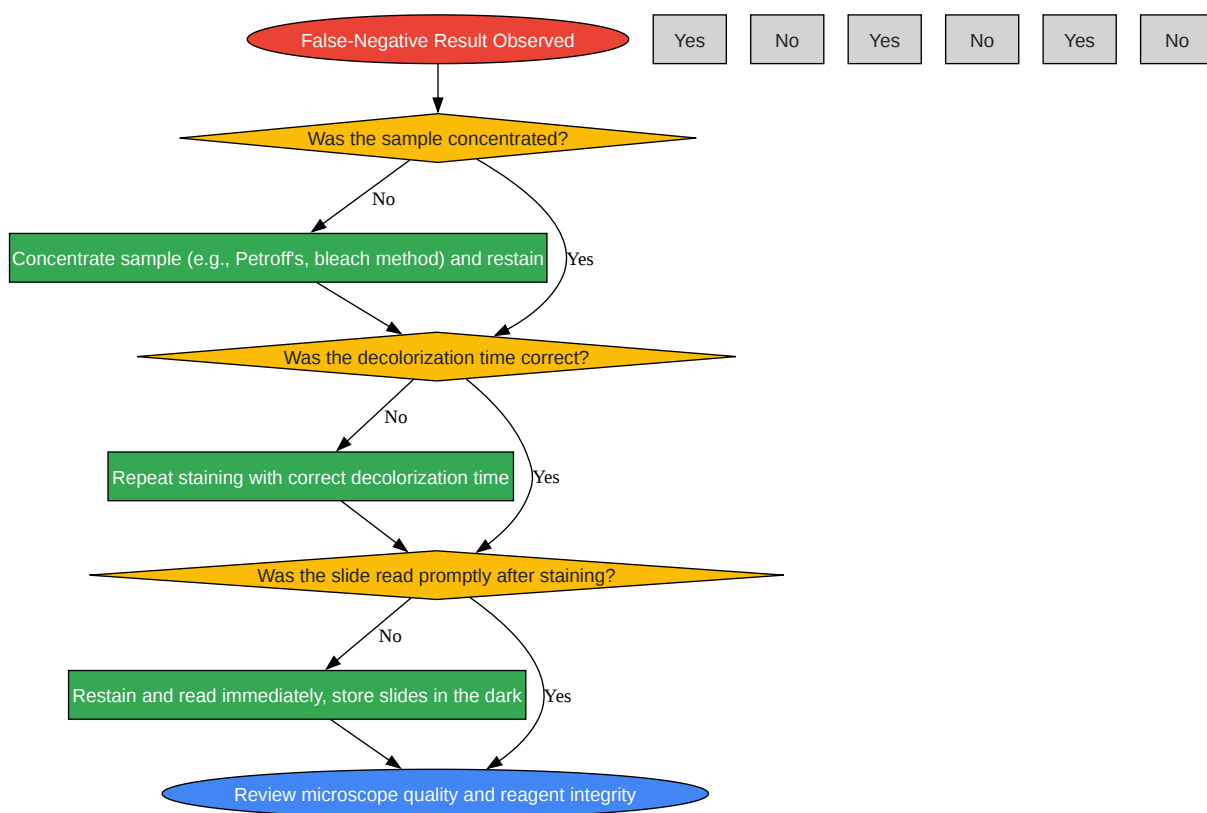 False-Negative Result Observed
Yes
No
Yes
No
Yes
No
Was the sample concentrated?
No
Concentrate sample (e.g., Petroff's, bleach method) and restain
Yes
Was the decolorization time correct?
No
Repeat staining with correct decolorization time
Yes
Was the slide read promptly after staining?
No
Restain and read immediately, store slides in the dark
Yes
Review microscope quality and reagent integrity